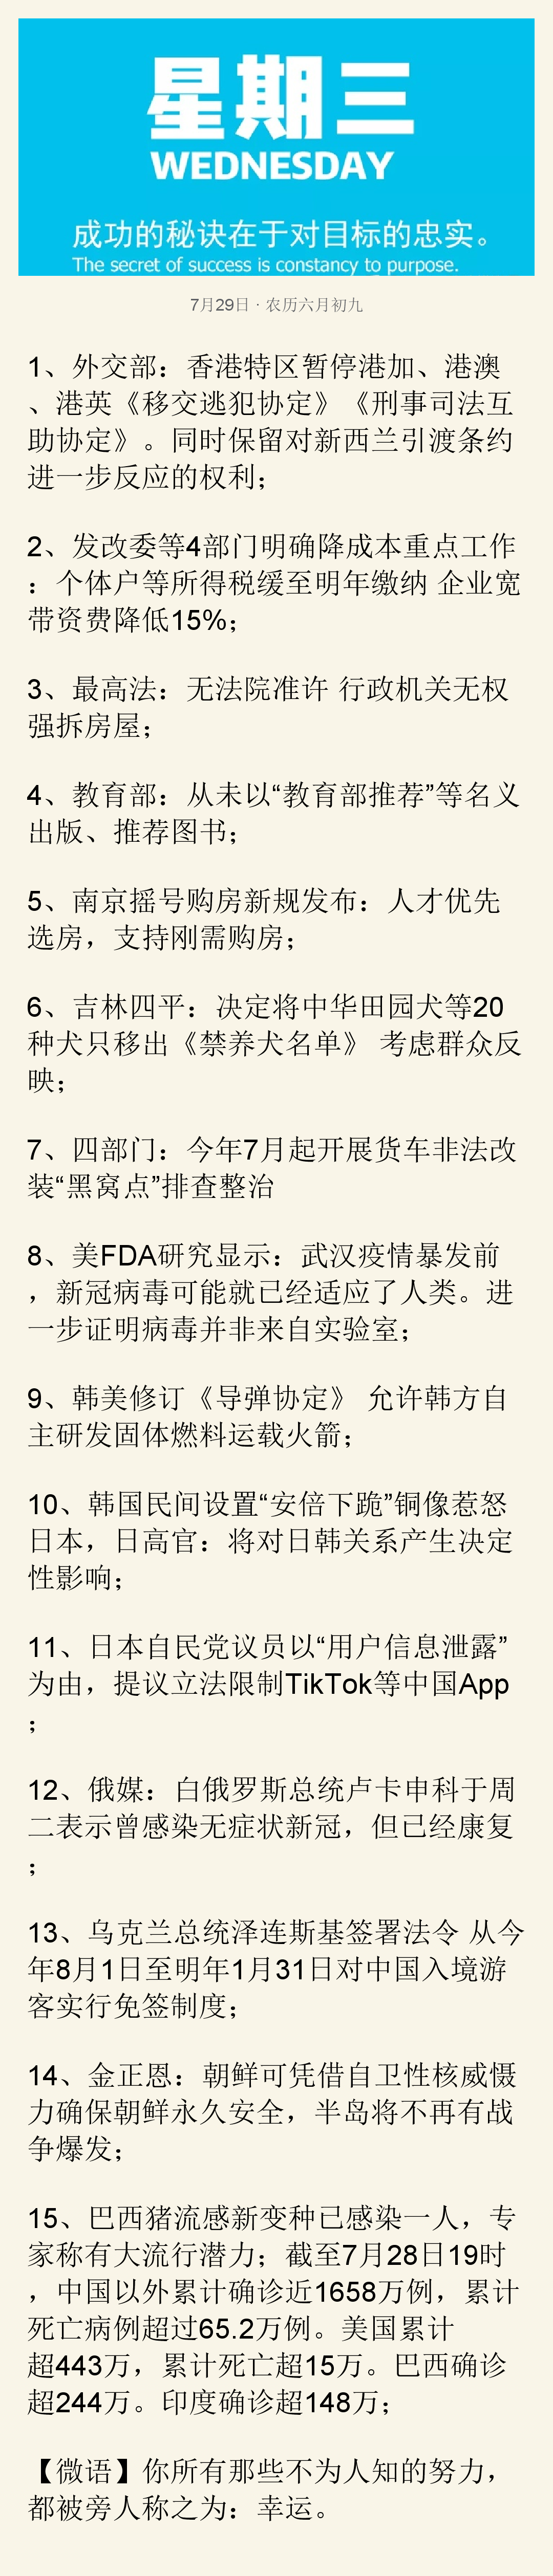 星期三
WEDNESDAY
成功的秘诀在于对目标的忠实。
The secret of success is constancy to purpose.
7月29日 · 农历六月初九
1、外交部：香港特区暂停港加、港澳
、港英《移交逃犯协定》《刑事司法互
助协定》。同时保留对新西兰引渡条约
进一步反应的权利；
2、发改委等4部门明确降成本重点工作
：个体户等所得税缓至明年缴纳 企业宽
带资费降低15%；
3、最高法：无法院准许 行政机关无权
强拆房屋；
4、教育部：从未以“教育部推荐”等名义
出版、推荐图书；
5、南京摇号购房新规发布：人才优先
选房，支持刚需购房；
6、吉林四平：决定将中华田园犬等20
种犬只移出《禁养犬名单》 考虑群众反
映；
7、四部门：今年7月起开展货车非法改
装“黑窝点”排查整治
8、美FDA研究显示：武汉疫情暴发前
，新冠病毒可能就已经适应了人类。进
一步证明病毒并非来自实验室；
9、韩美修订《导弹协定》 允许韩方自
主研发固体燃料运载火箭；
10、韩国民间设置“安倍下跪”铜像惹怒
日本，日高官：将对日韩关系产生决定
性影响；
11、日本自民党议员以“用户信息泄露”
为由，提议立法限制TikTok等中国App
；
12、俄媒：白俄罗斯总统卢卡申科于周
二表示曾感染无症状新冠，但已经康复
；
13、乌克兰总统泽连斯基签署法令 从今
年8月1日至明年1月31日对中国入境游
客实行免签制度；
14、金正恩：朝鲜可凭借自卫性核威慑
力确保朝鲜永久安全，半岛将不再有战
争爆发；
15、巴西猪流感新变种已感染一人，专
家称有大流行潜力；截至7月28日19时
，中国以外累计确诊近1658万例，累计
死亡病例超过65.2万例。美国累计
超443万，累计死亡超15万。巴西确诊
超244万。印度确诊超148万；
【微语】你所有那些不为人知的努力，
都被旁人称之为：幸运。